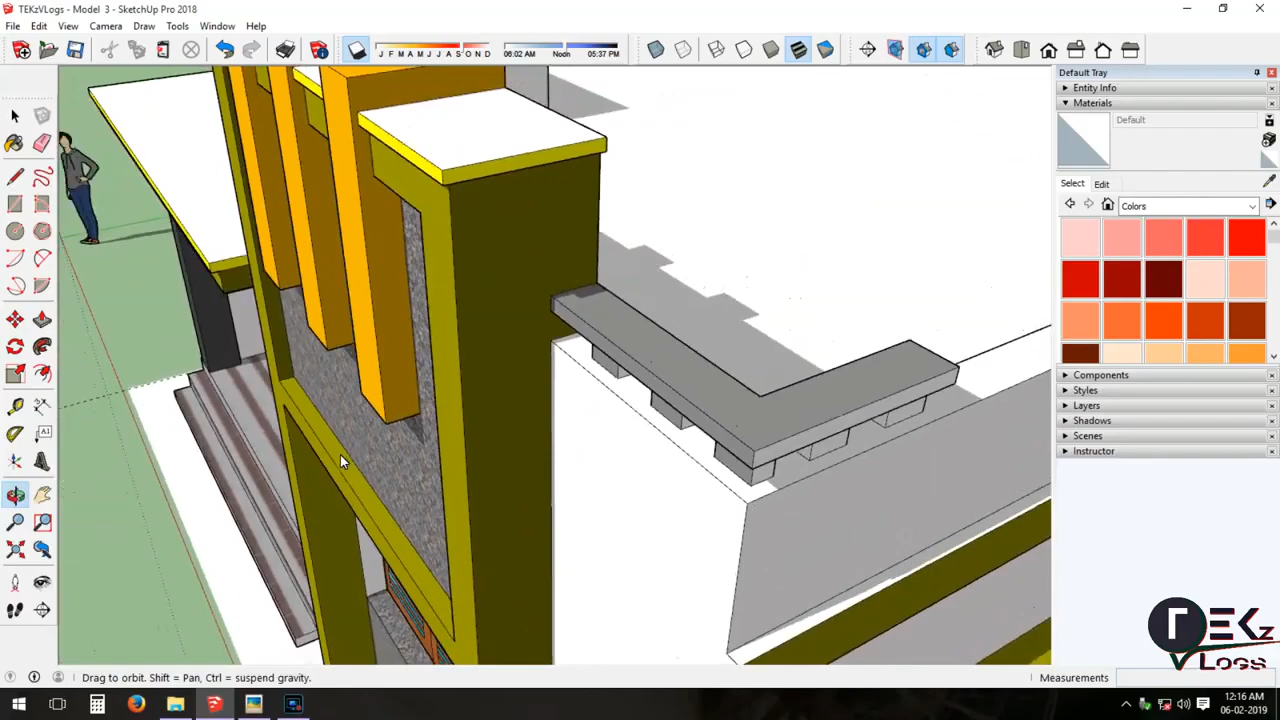 TEKzVLogs - Model 3 - SketchUp Pro 2018
File Edit View Camera Draw Tools Window Help
J F M A M J J A S O N D
06:02 AM Noon 05:37 PM
Default Tray
Entity Info
Materials
Default
Select Edit
Colors
A1
Components
Styles
Layers
Shadows
Scenes
Instructor
TEKz
VLogs
Drag to orbit. Shift = Pan, Ctrl = suspend gravity.
Measurements
12:16 AM
06-02-2019